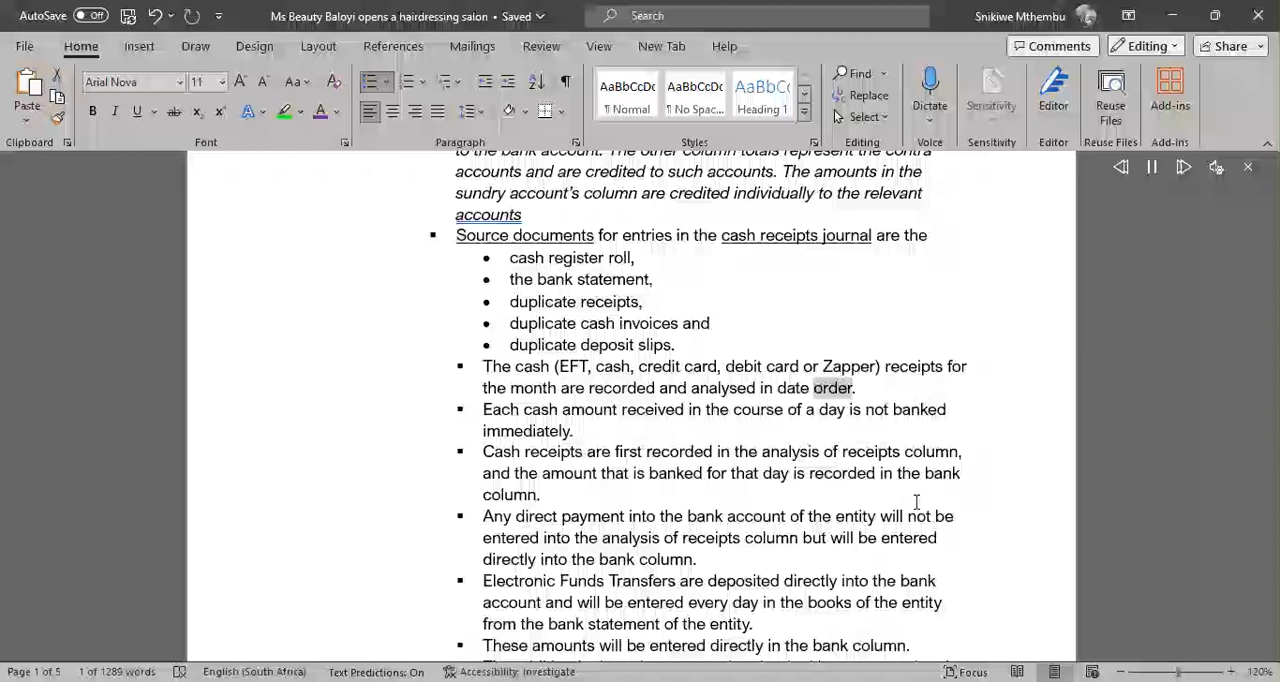 AutoSave Off Ms Beauty Baloyi opens a hairdressing salon • Saved Search Snikiwe Mthembu
File Home Insert Draw Design Layout References Mailings Review View New Tab Help Comments Editing Share
Paste Arial Nova 11 A A Aa A AaBbCcDc AaBbCcDc AaBbCc Find Dictate Sensitivity Editor Reuse Files Add-ins
B I U ab x₂ x² A A ¶ Normal ¶ No Spac... Heading 1 Replace Select
Clipboard Font Paragraph Styles Editing Voice Sensitivity Editor Reuse Files Add-ins
to the bank account. The other column totals represent the contra
accounts and are credited to such accounts. The amounts in the
sundry account's column are credited individually to the relevant
accounts
▪ Source documents for entries in the cash receipts journal are the
• cash register roll,
• the bank statement,
• duplicate receipts,
• duplicate cash invoices and
• duplicate deposit slips.
▪ The cash (EFT, cash, credit card, debit card or Zapper) receipts for
the month are recorded and analysed in date order.
▪ Each cash amount received in the course of a day is not banked
immediately.
▪ Cash receipts are first recorded in the analysis of receipts column,
and the amount that is banked for that day is recorded in the bank
column.
▪ Any direct payment into the bank account of the entity will not be
entered into the analysis of receipts column but will be entered
directly into the bank column.
▪ Electronic Funds Transfers are deposited directly into the bank
account and will be entered every day in the books of the entity
from the bank statement of the entity.
▪ These amounts will be entered directly in the bank column.
Page 1 of 5 1 of 1289 words English (South Africa) Text Predictions: On Accessibility: Investigate Focus 120%